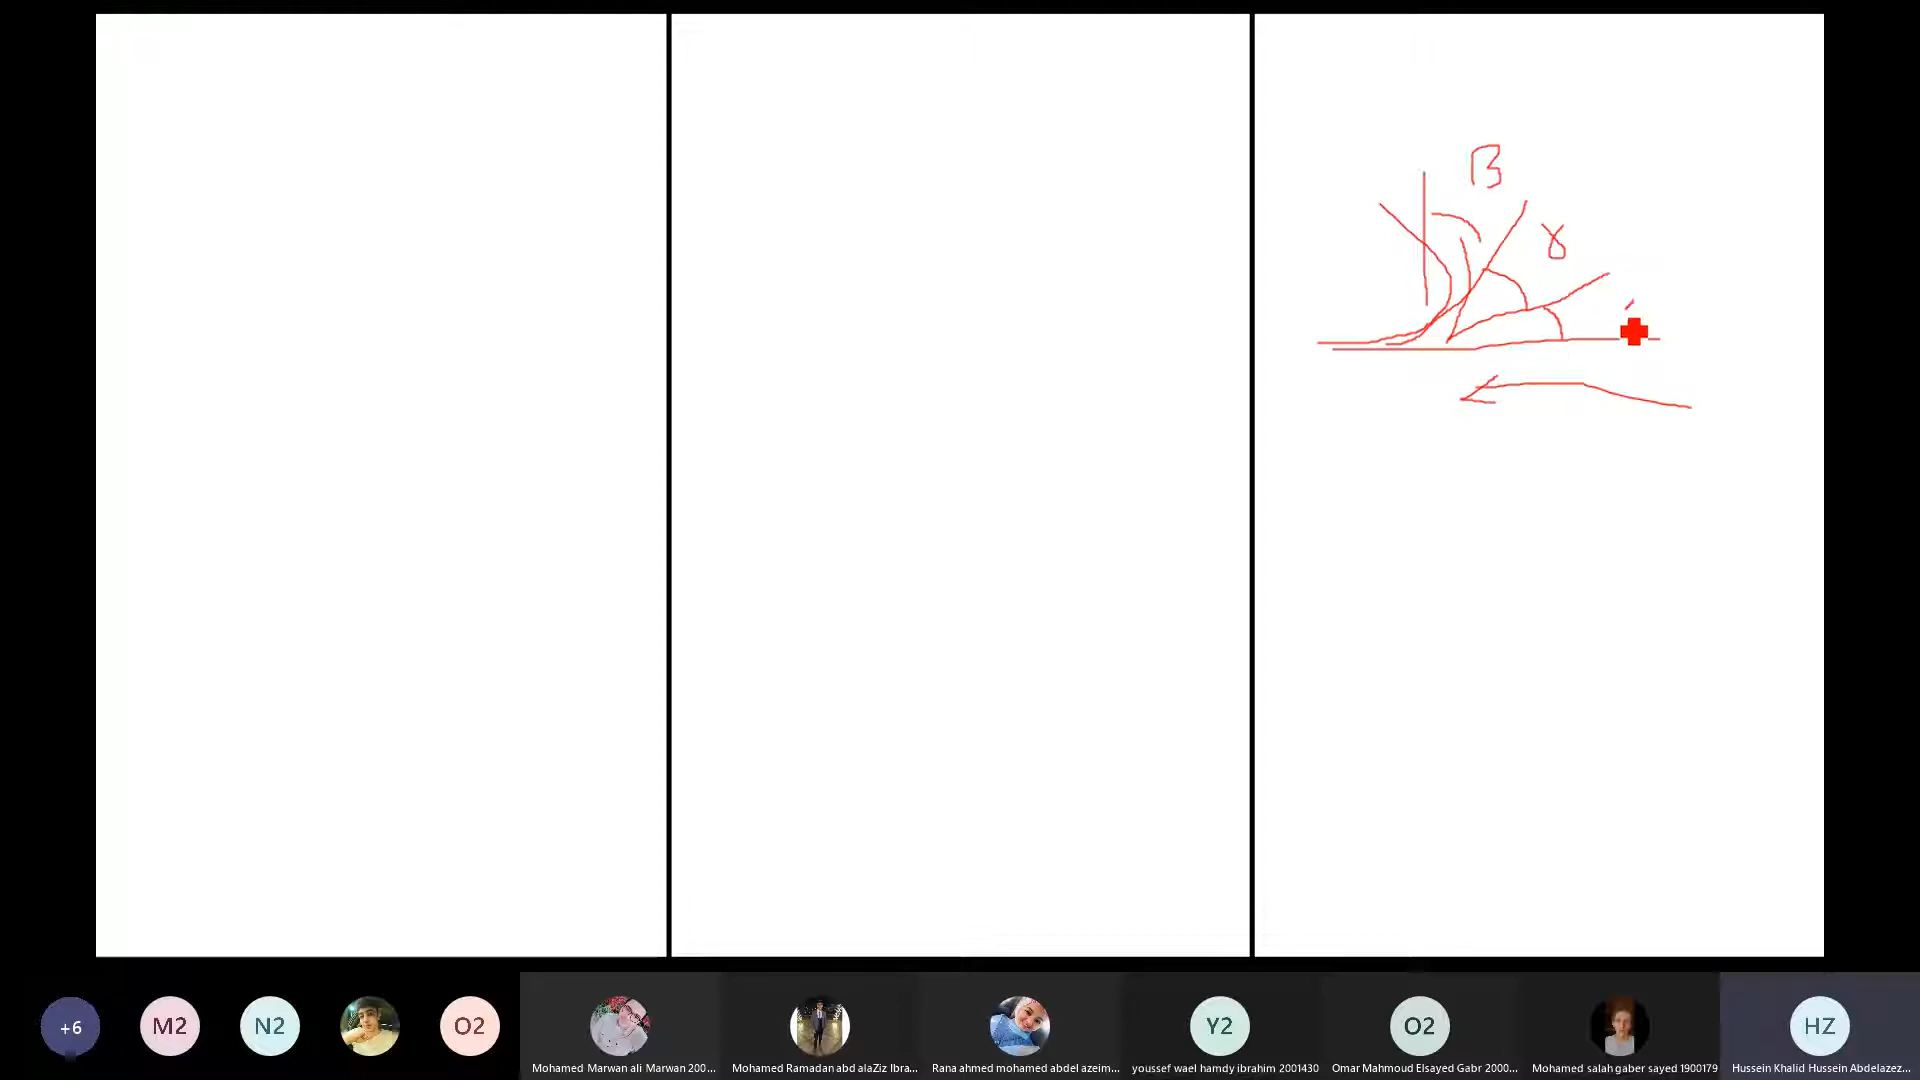 β
γ
+6
M2
N2
O2
Mohamed Marwan ali Marwan 200...
Mohamed Ramadan abd alaZiz Ibra...
Rana ahmed mohamed abdel azeim...
Y2
youssef wael hamdy ibrahim 2001430
O2
Omar Mahmoud Elsayed Gabr 2000...
Mohamed salah gaber sayed 1900179
HZ
Hussein Khalid Hussein Abdelazez...